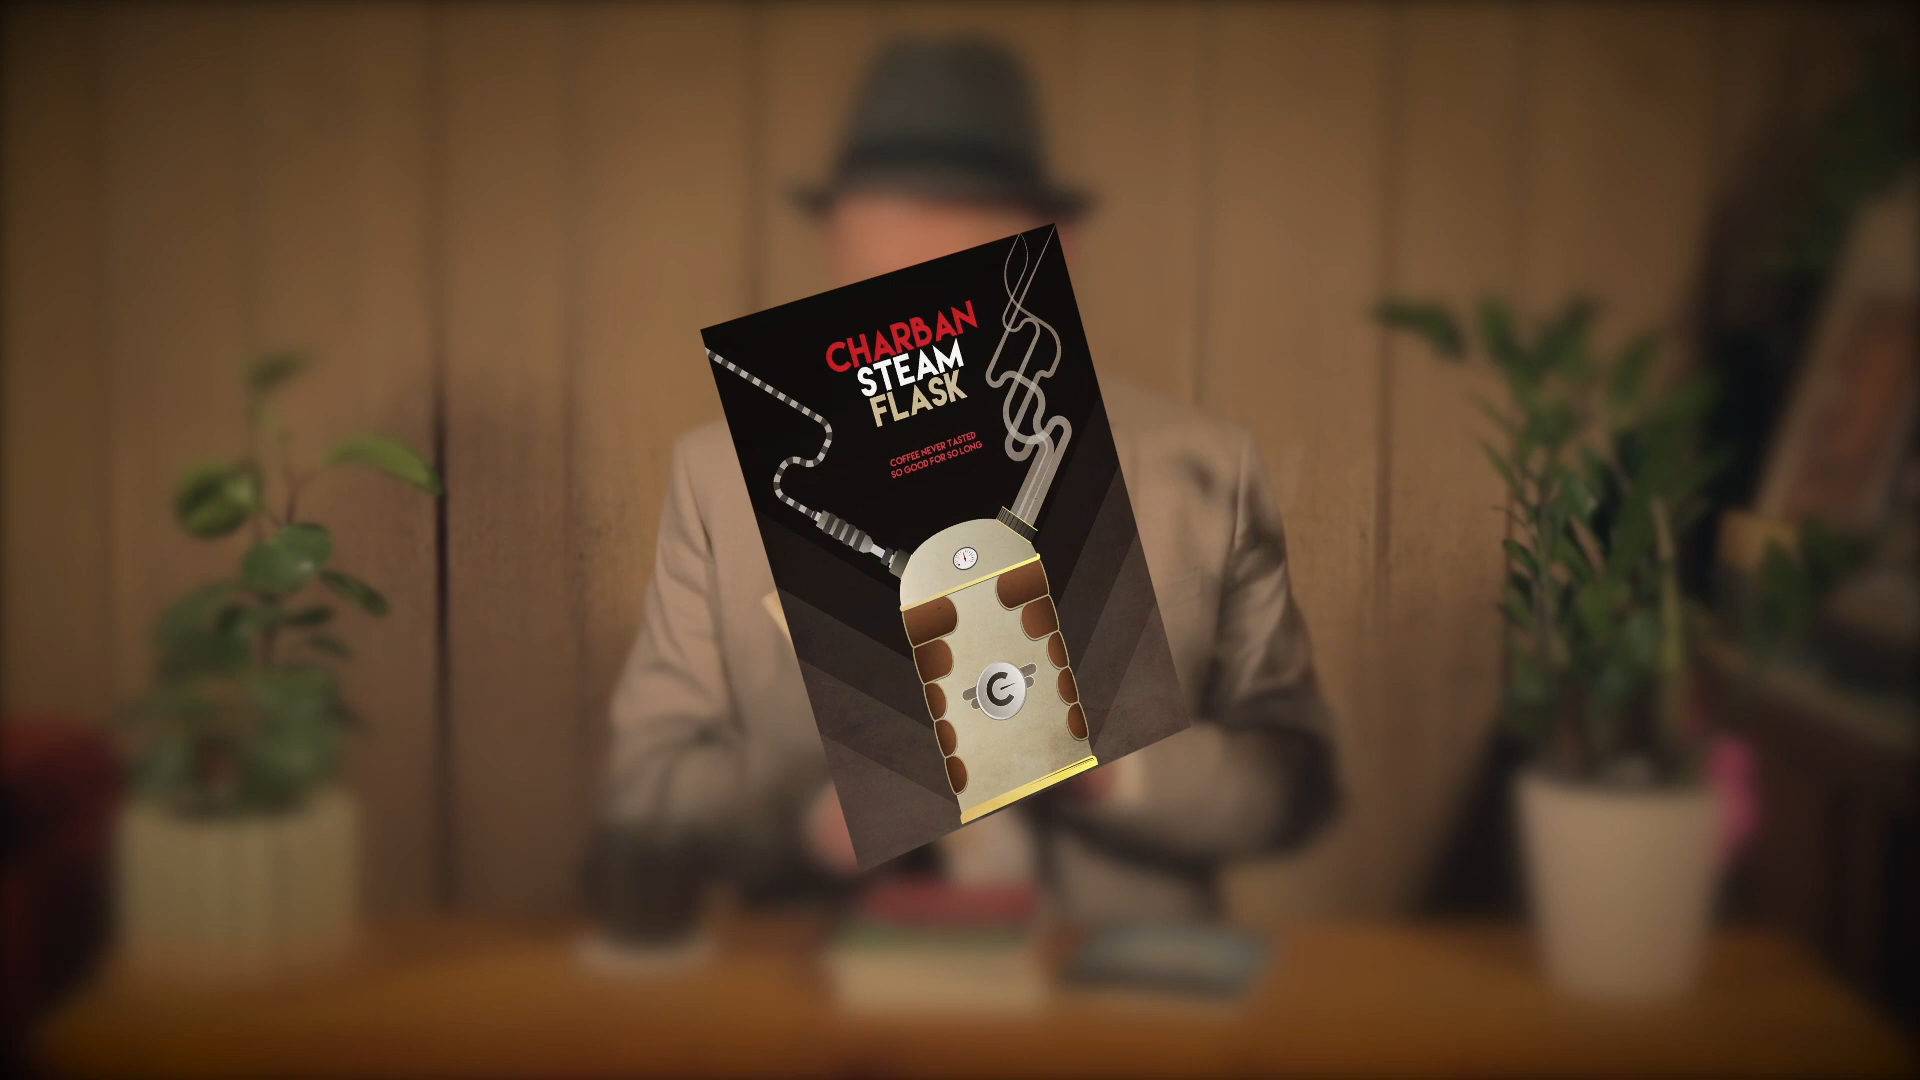 CHARBAN
STEAM
FLASK
COFFEE NEVER TASTED
SO GOOD FOR SO LONG
C